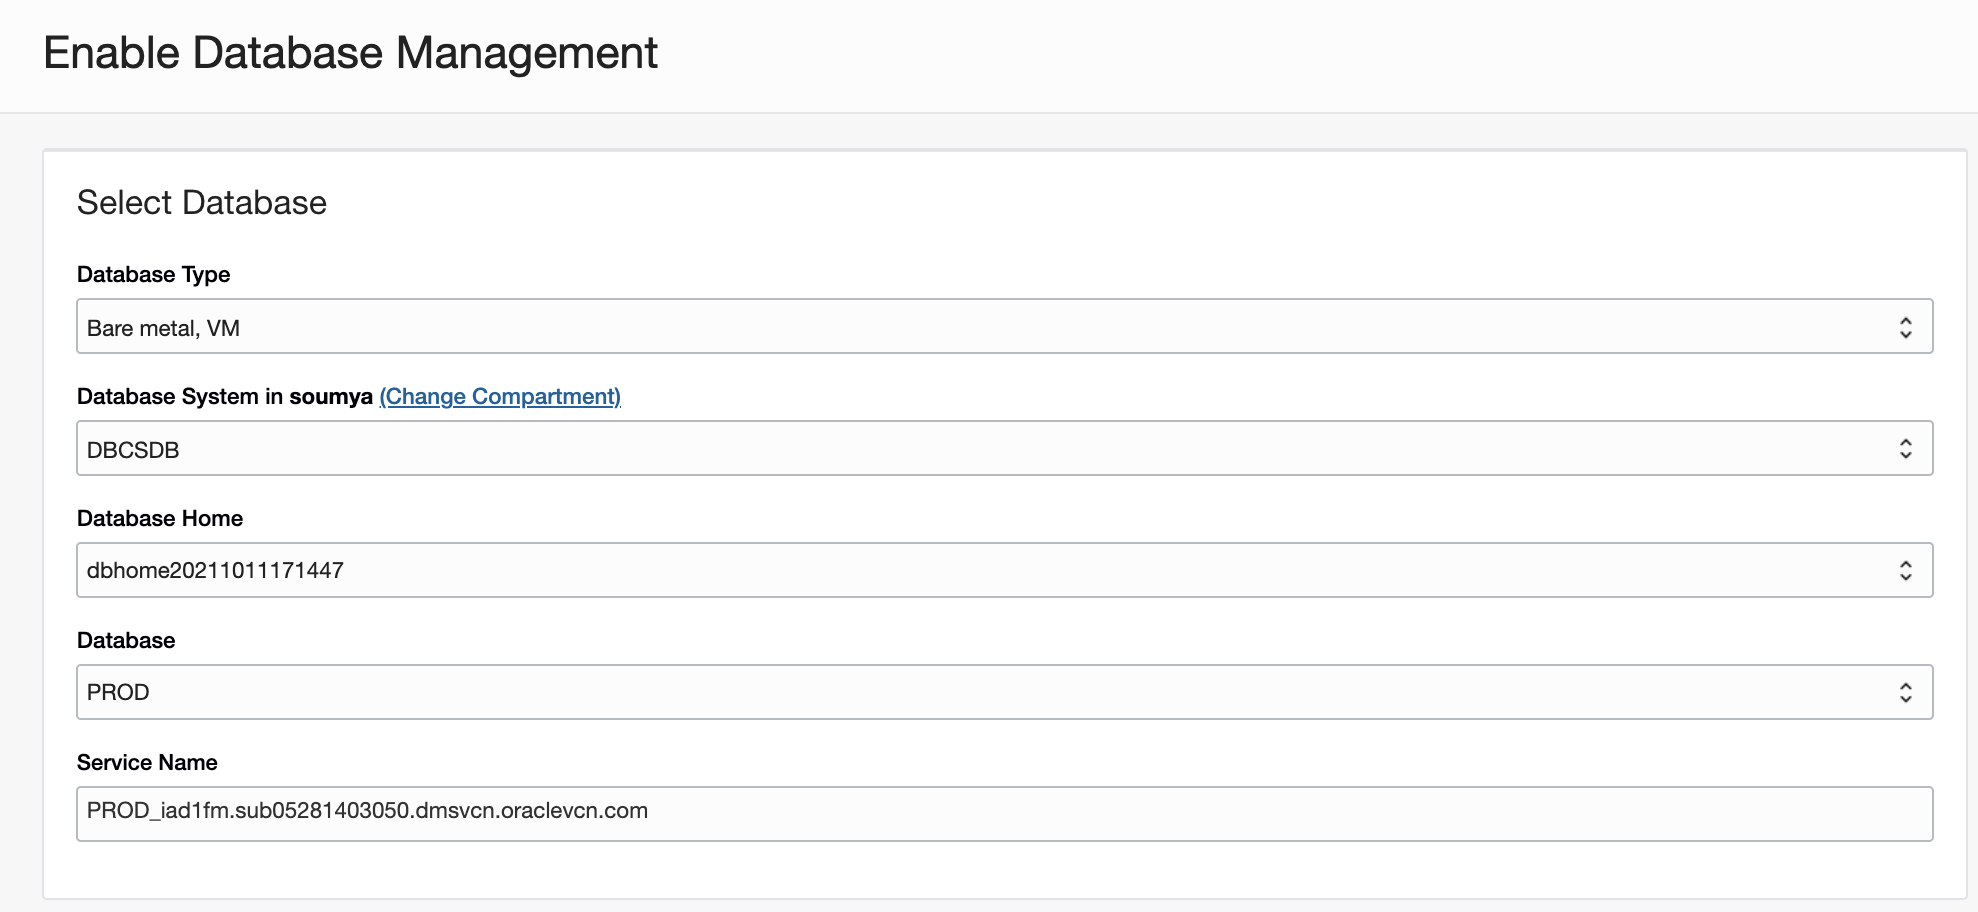 Enable Database Management
Select Database
Database Type
Bare metal, VM
Database System in soumya (Change Compartment)
DBCSDB
Database Home
dbhome20211011171447
Database
PROD
Service Name
PROD_iad1fm.sub05281403050.dmsvcn.oraclevcn.com